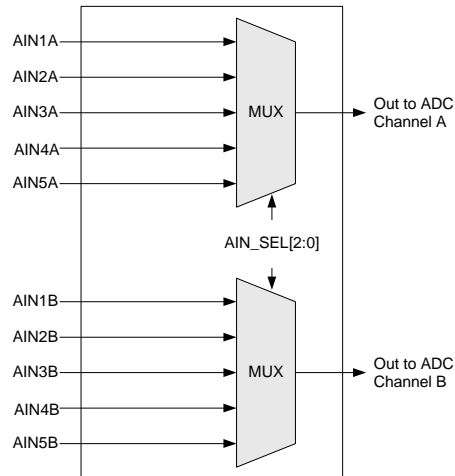 AIN1A
AIN2A
AIN3A
AIN4A
AIN5A
MUX
Out to ADC
Channel A
AIN_SEL[2:0]
AIN1B
AIN2B
AIN3B
AIN4B
AIN5B
MUX
Out to ADC
Channel B